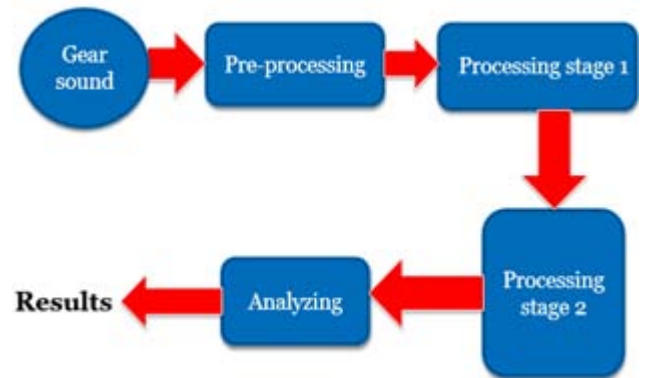 Gear
sound
Pre-processing
Processing stage 1
Processing
stage 2
Analyzing
Results